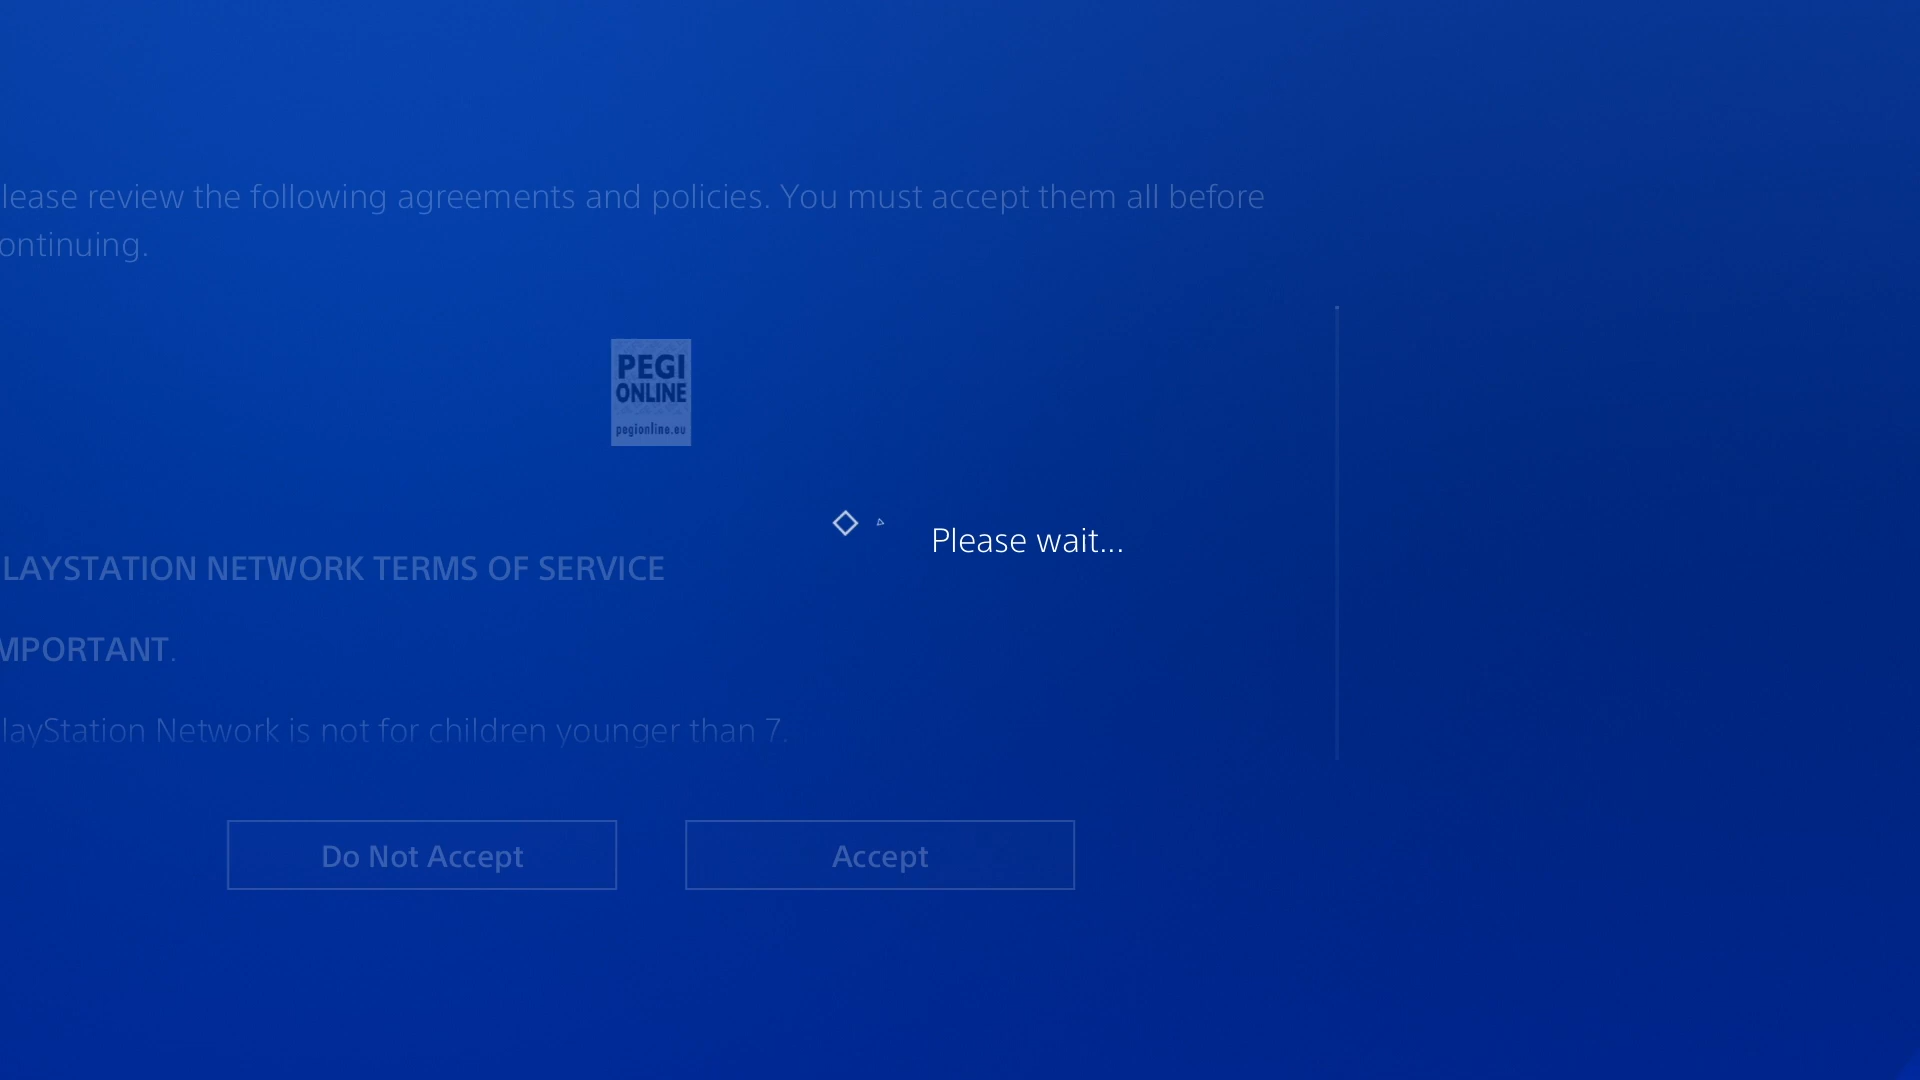 lease review the following agreements and policies. You must accept them all before
ontinuing.
PEGI
ONLINE
pegionline.eu
Please wait...
LAYSTATION NETWORK TERMS OF SERVICE
MPORTANT.
layStation Network is not for children younger than 7.
Do Not Accept
Accept